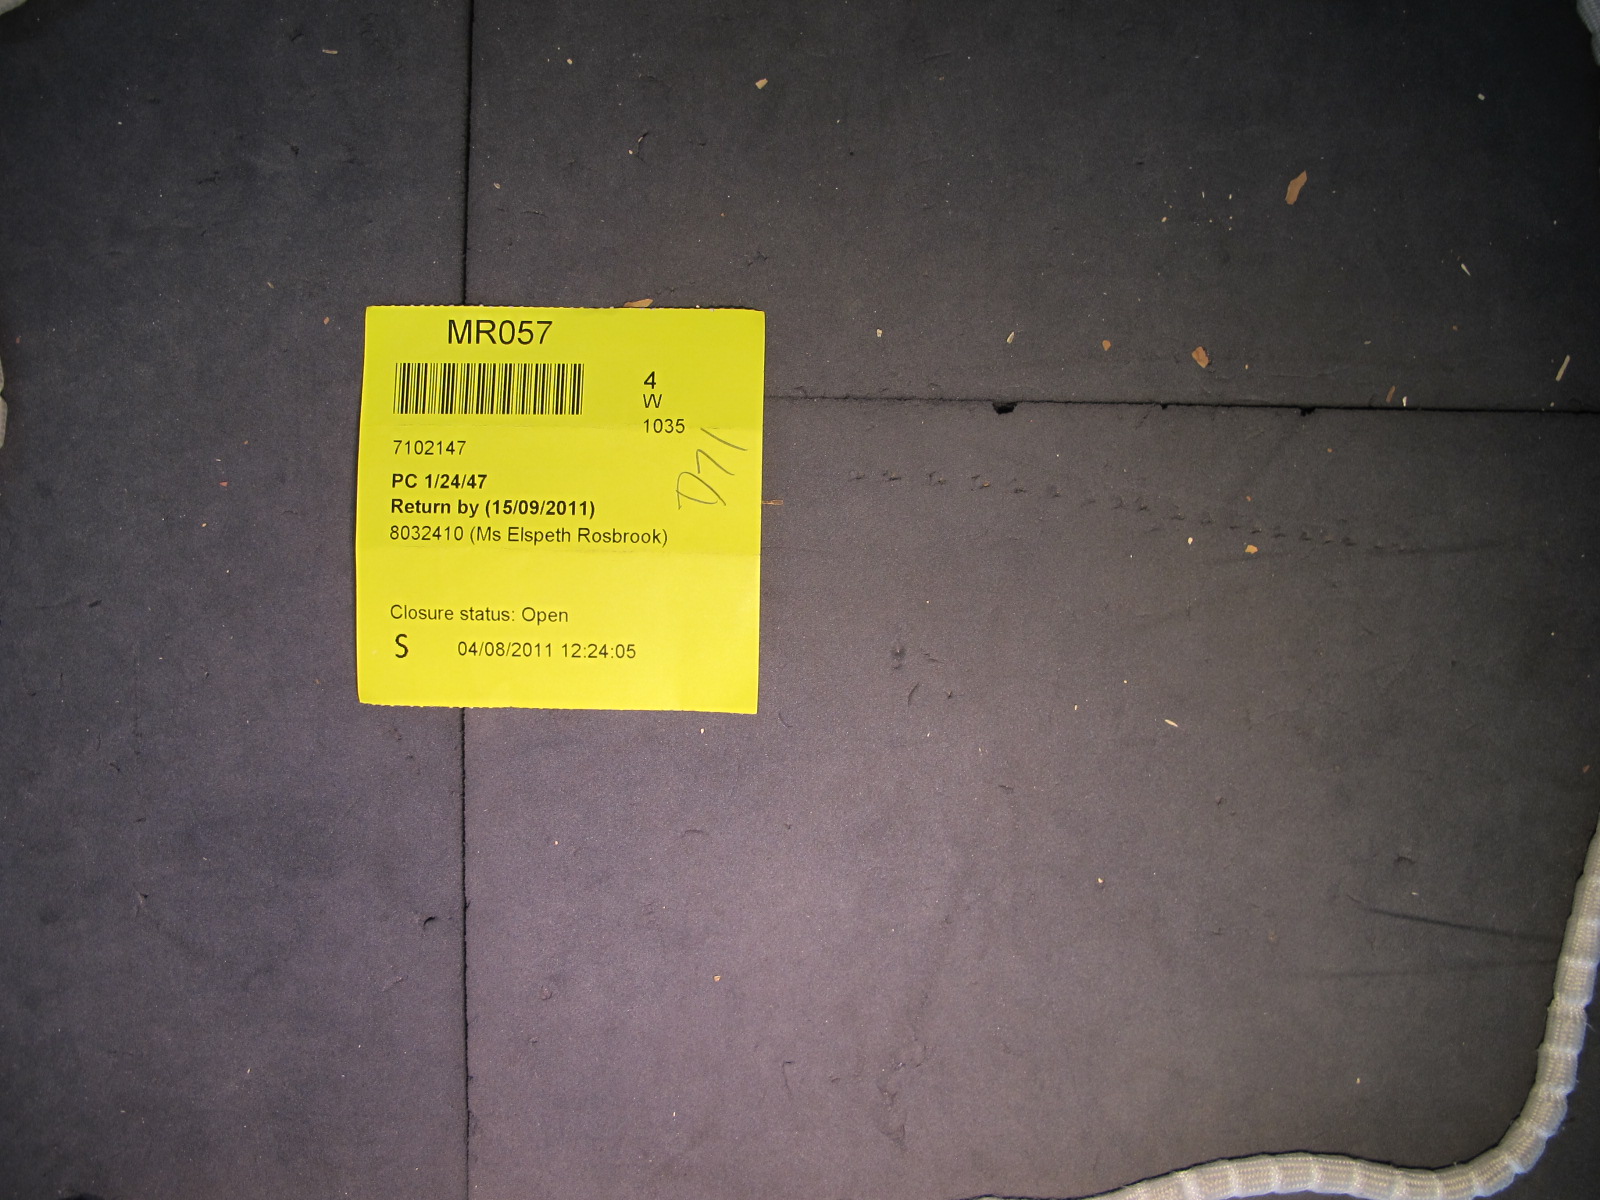 MR057
4
W
1035
7102147
D71
PC 1/24/47
Return by (15/09/2011)
8032410 (Ms Elspeth Rosbrook)
Closure status: Open
S 04/08/2011 12:24:05